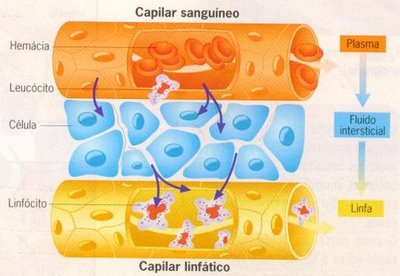 Capilar sanguíneo
Hemácia
Plasma
Leucócito
Célula
Fluido
intersticial
Linfócito
Linfa
Capilar linfático